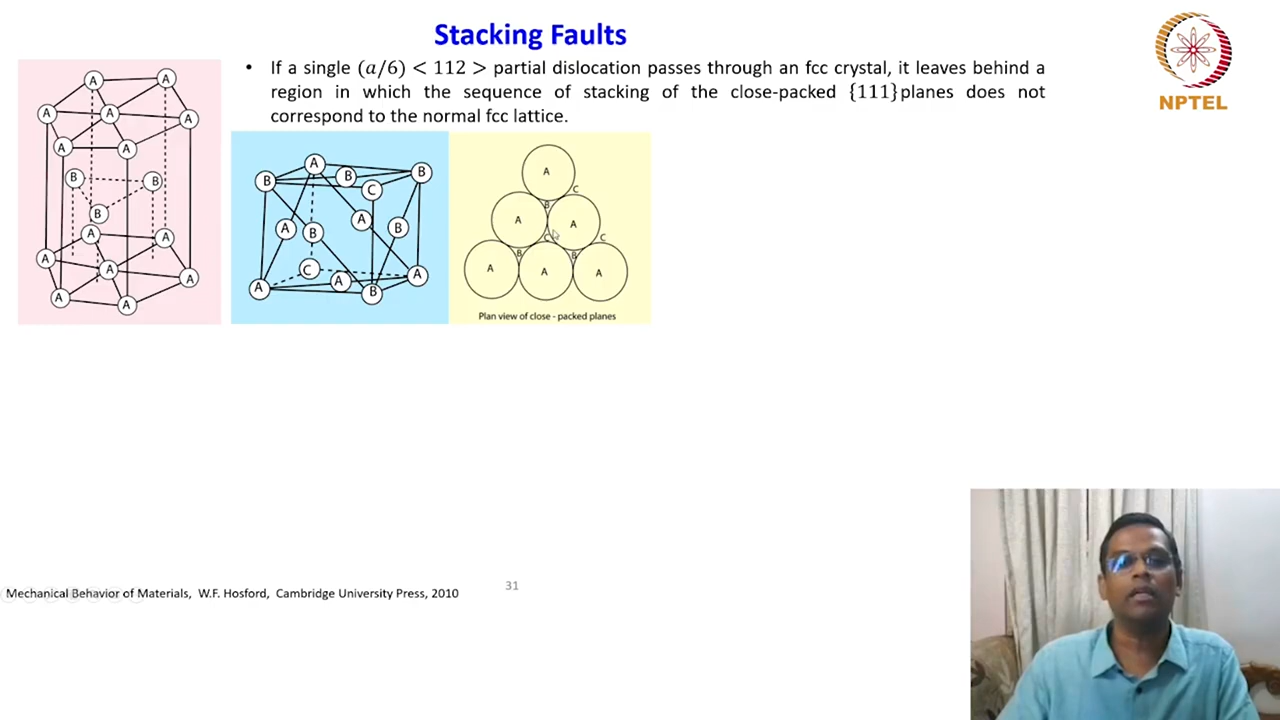 Stacking Faults
NPTEL
• If a single (a/6) < 112 > partial dislocation passes through an fcc crystal, it leaves behind a
region in which the sequence of stacking of the close-packed {111}planes does not
correspond to the normal fcc lattice.
A A
A A A
A A
B B
B
A A
A A A
A A
A
B B B
C
A B A B
C A A
A B
A
C
B
A A
C C
B B
A A A
Plan view of close - packed planes
31
Mechanical Behavior of Materials, W.F. Hosford, Cambridge University Press, 2010